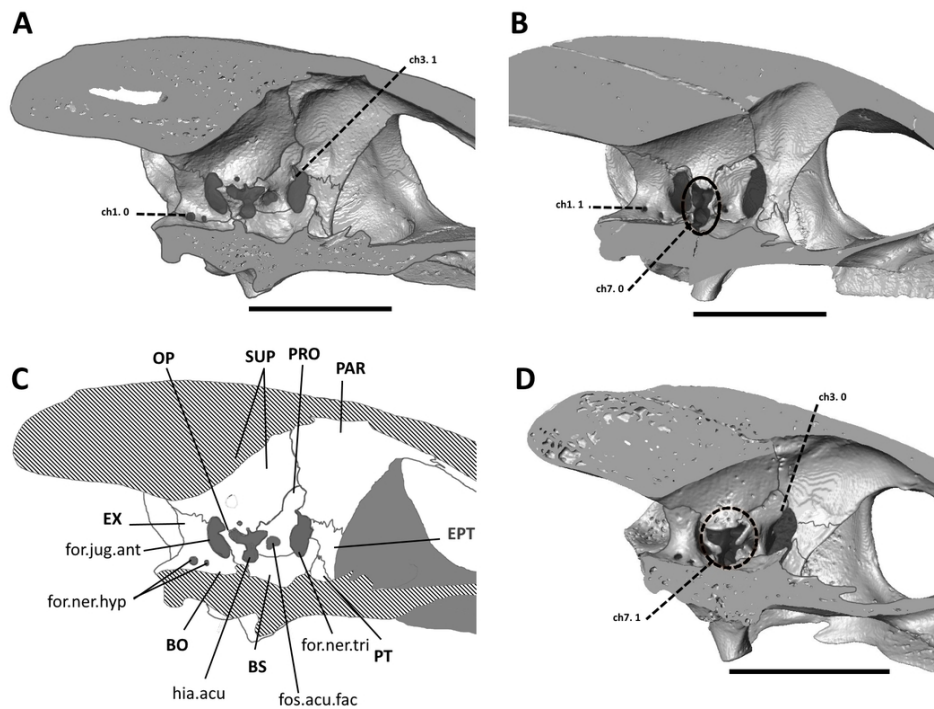 A
ch3. 1
ch1. 0
B
ch1. 1
ch7. 0
C
OP
SUP
PRO
PAR
EX
for.jug.ant
for.ner.hyp
EPT
BO
hia.acu
BS
fos.acu.fac
for.ner.tri
PT
D
ch3. 0
ch7. 1